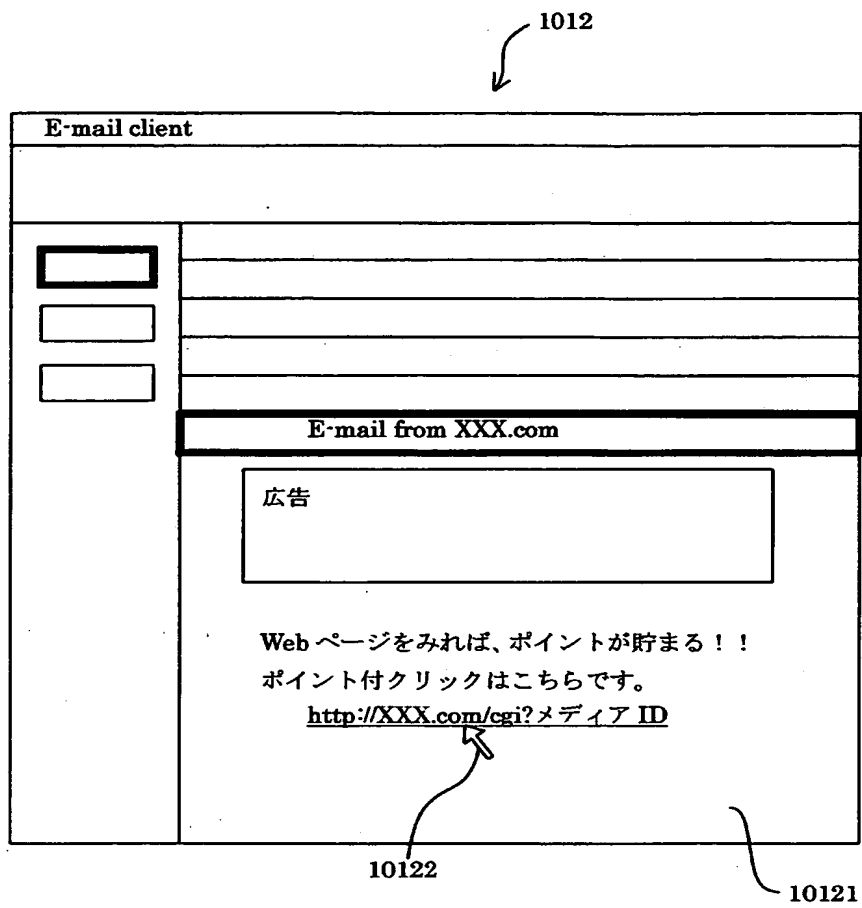 1012
E-mail client
E-mail from XXX.com
広告
Web ページをみれば、ポイントが貯まる！！
ポイント付クリックはこちらです。
http://XXX.com/cgi?メディア ID
10122
10121